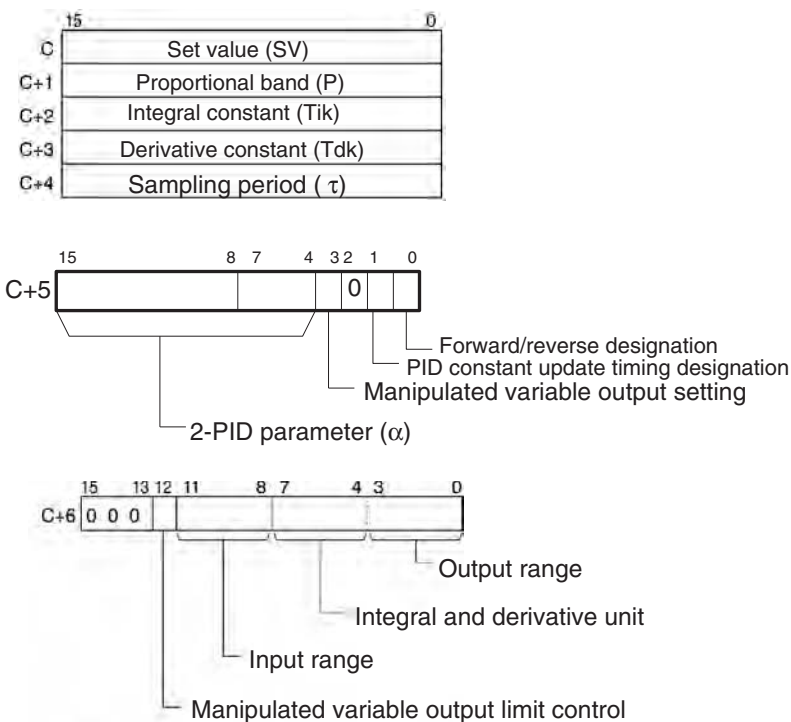 15 0
C Set value (SV)
C+1 Proportional band (P)
C+2 Integral constant (Tik)
C+3 Derivative constant (Tdk)
C+4 Sampling period ( τ)
15 8 7 4 3 2 1 0
C+5 0
Forward/reverse designation
PID constant update timing designation
Manipulated variable output setting
2-PID parameter (α)
15 13 12 11 8 7 4 3 0
C+6 0 0 0
Output range
Integral and derivative unit
Input range
Manipulated variable output limit control